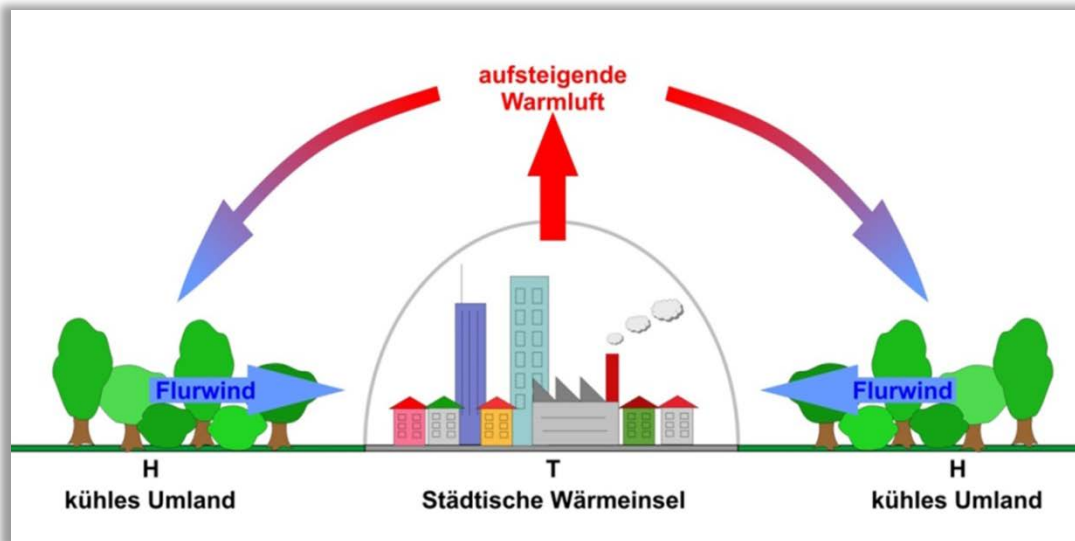 aufsteigende
Warmluft
Flurwind
Flurwind
H
T
H
kühles Umland
Städtische Wärmeinsel
kühles Umland